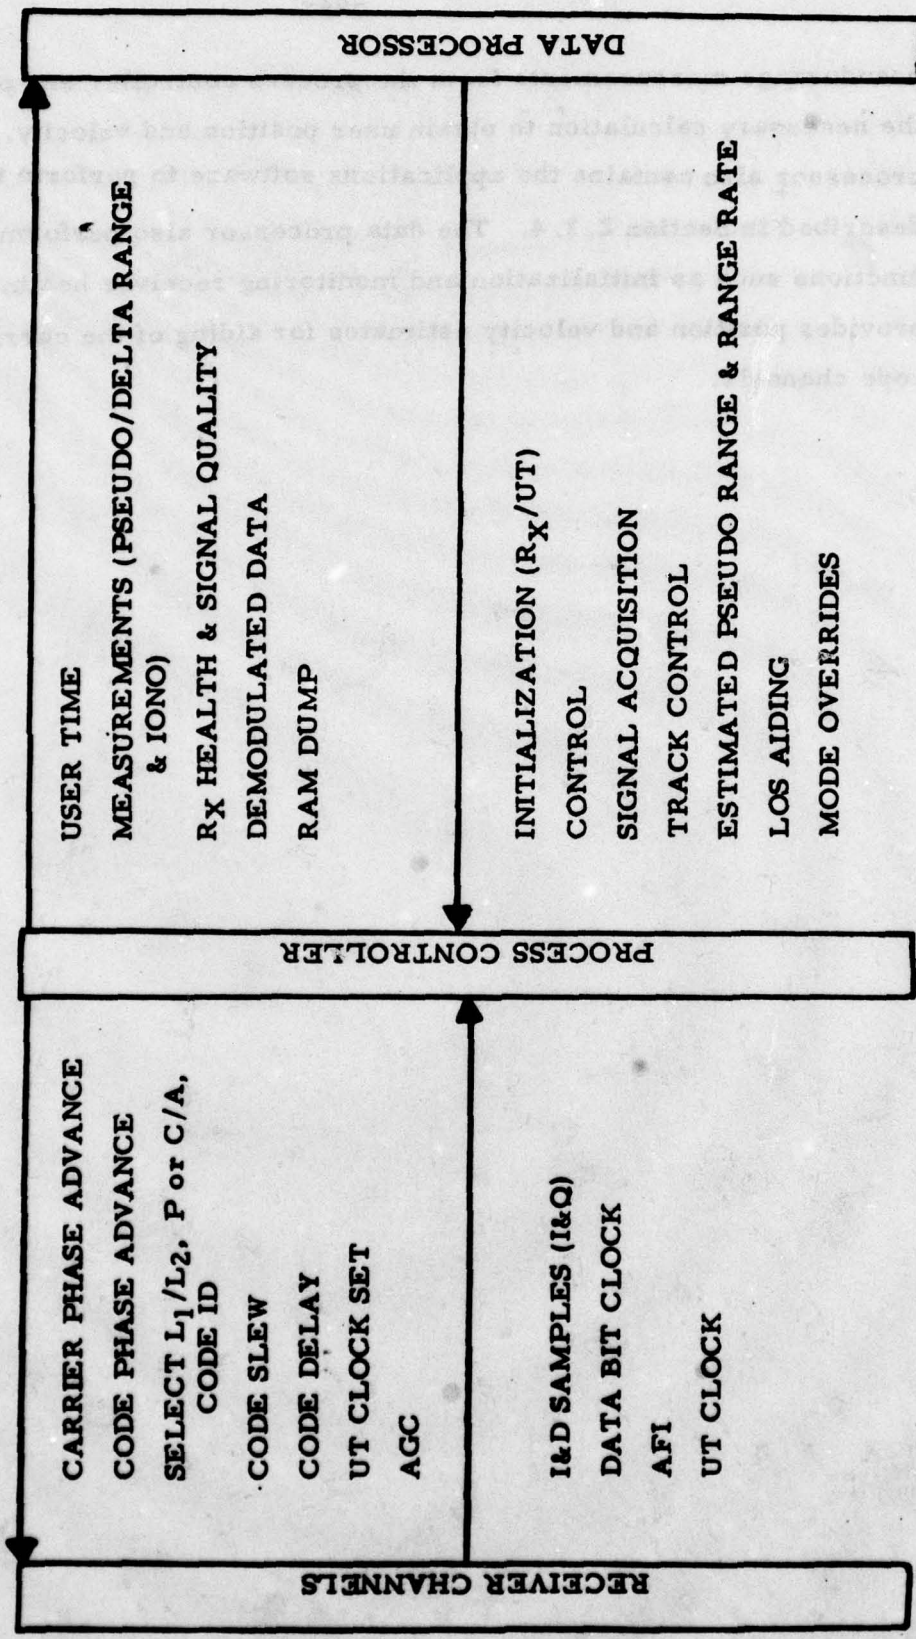 RECEIVER CHANNELS
CARRIER PHASE ADVANCE
CODE PHASE ADVANCE
SELECT L1/L2, P or C/A,
CODE ID
CODE SLEW
CODE DELAY
UT CLOCK SET
AGC
I&D SAMPLES (I&Q)
DATA BIT CLOCK
AFI
UT CLOCK
PROCESS CONTROLLER
USER TIME
MEASUREMENTS (PSEUDO/DELTA RANGE
& IONO)
RX HEALTH & SIGNAL QUALITY
DEMODULATED DATA
RAM DUMP
INITIALIZATION (RX/UT)
CONTROL
SIGNAL ACQUISITION
TRACK CONTROL
ESTIMATED PSEUDO RANGE & RANGE RATE
LOS AIDING
MODE OVERRIDES
DATA PROCESSOR